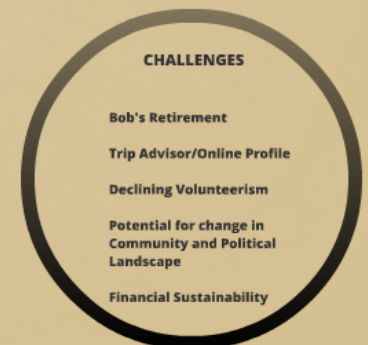 CHALLENGES
Bob's Retirement
Trip Advisor/Online Profile
Declining Volunteerism
Potential for change in
Community and Political
Landscape
Financial Sustainability